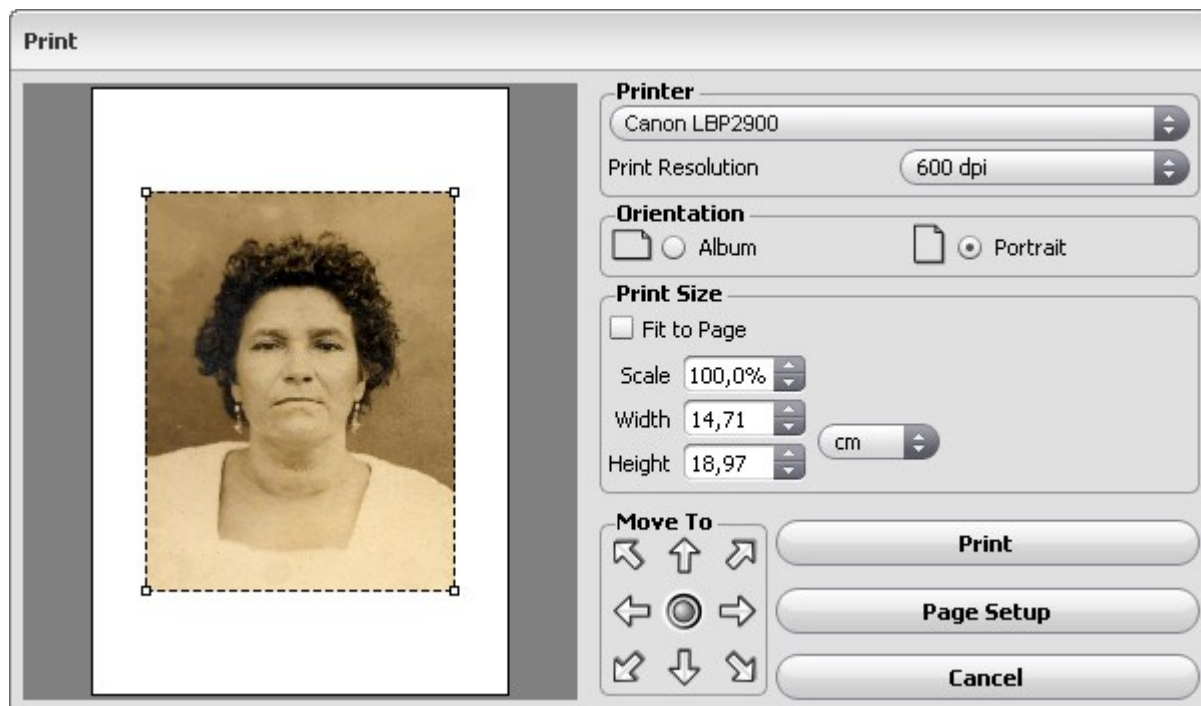 Print
Printer
Canon LBP2900
Print Resolution 600 dpi
Orientation
Album Portrait
Print Size
Fit to Page
Scale 100,0%
Width 14,71
cm
Height 18,97
Move To
Print
Page Setup
Cancel